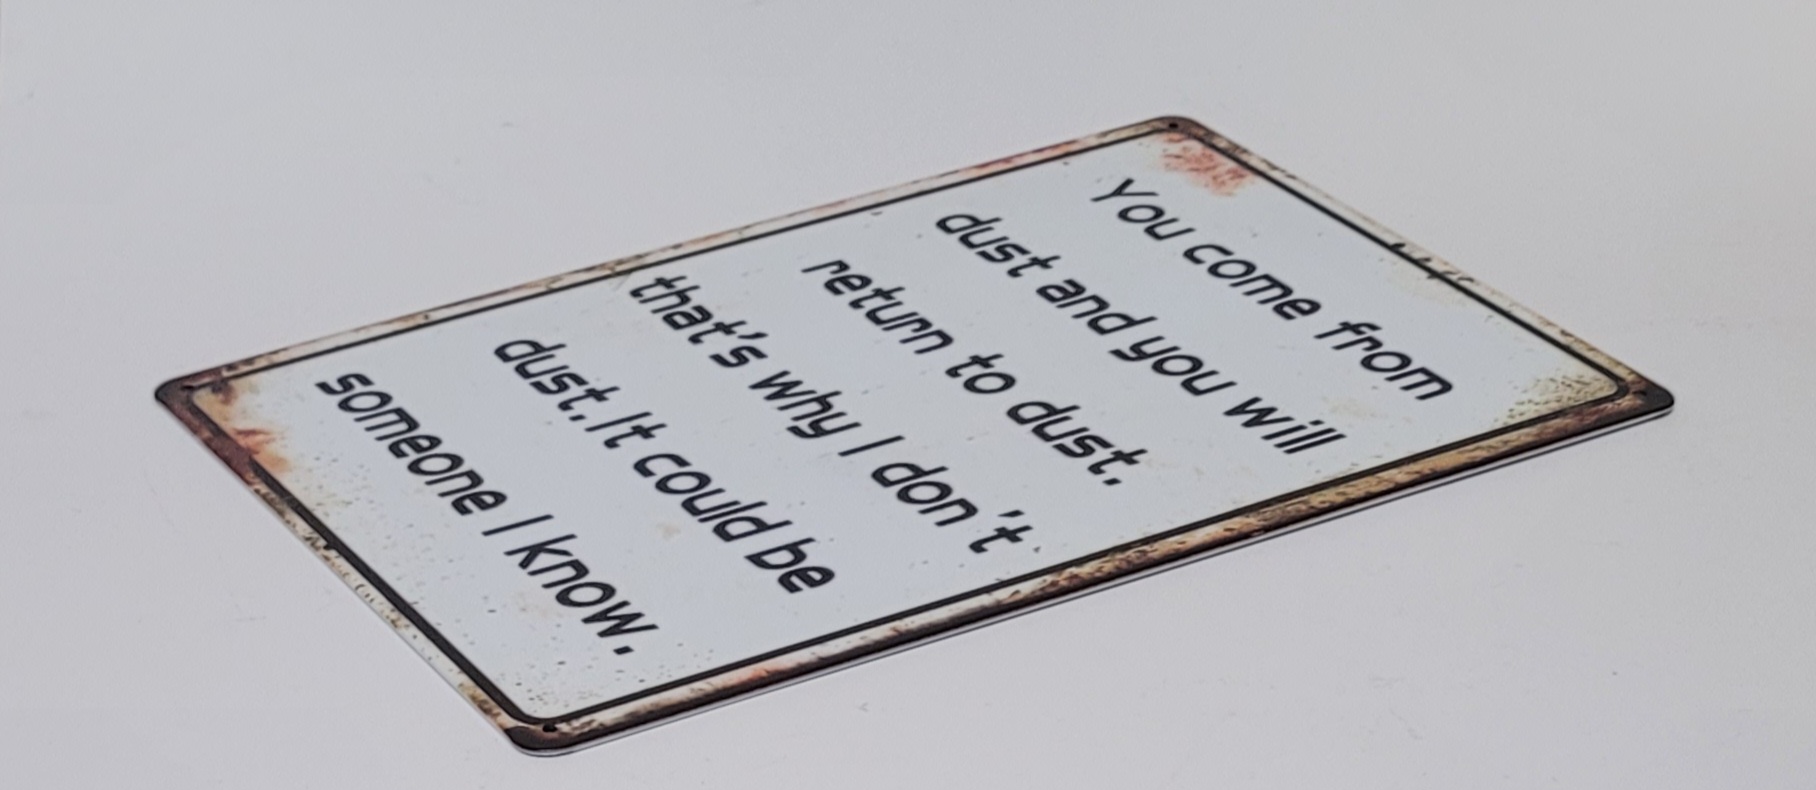 You come from
dust and you will
return to dust.
that's why I don't
dust. It could be
someone I know.